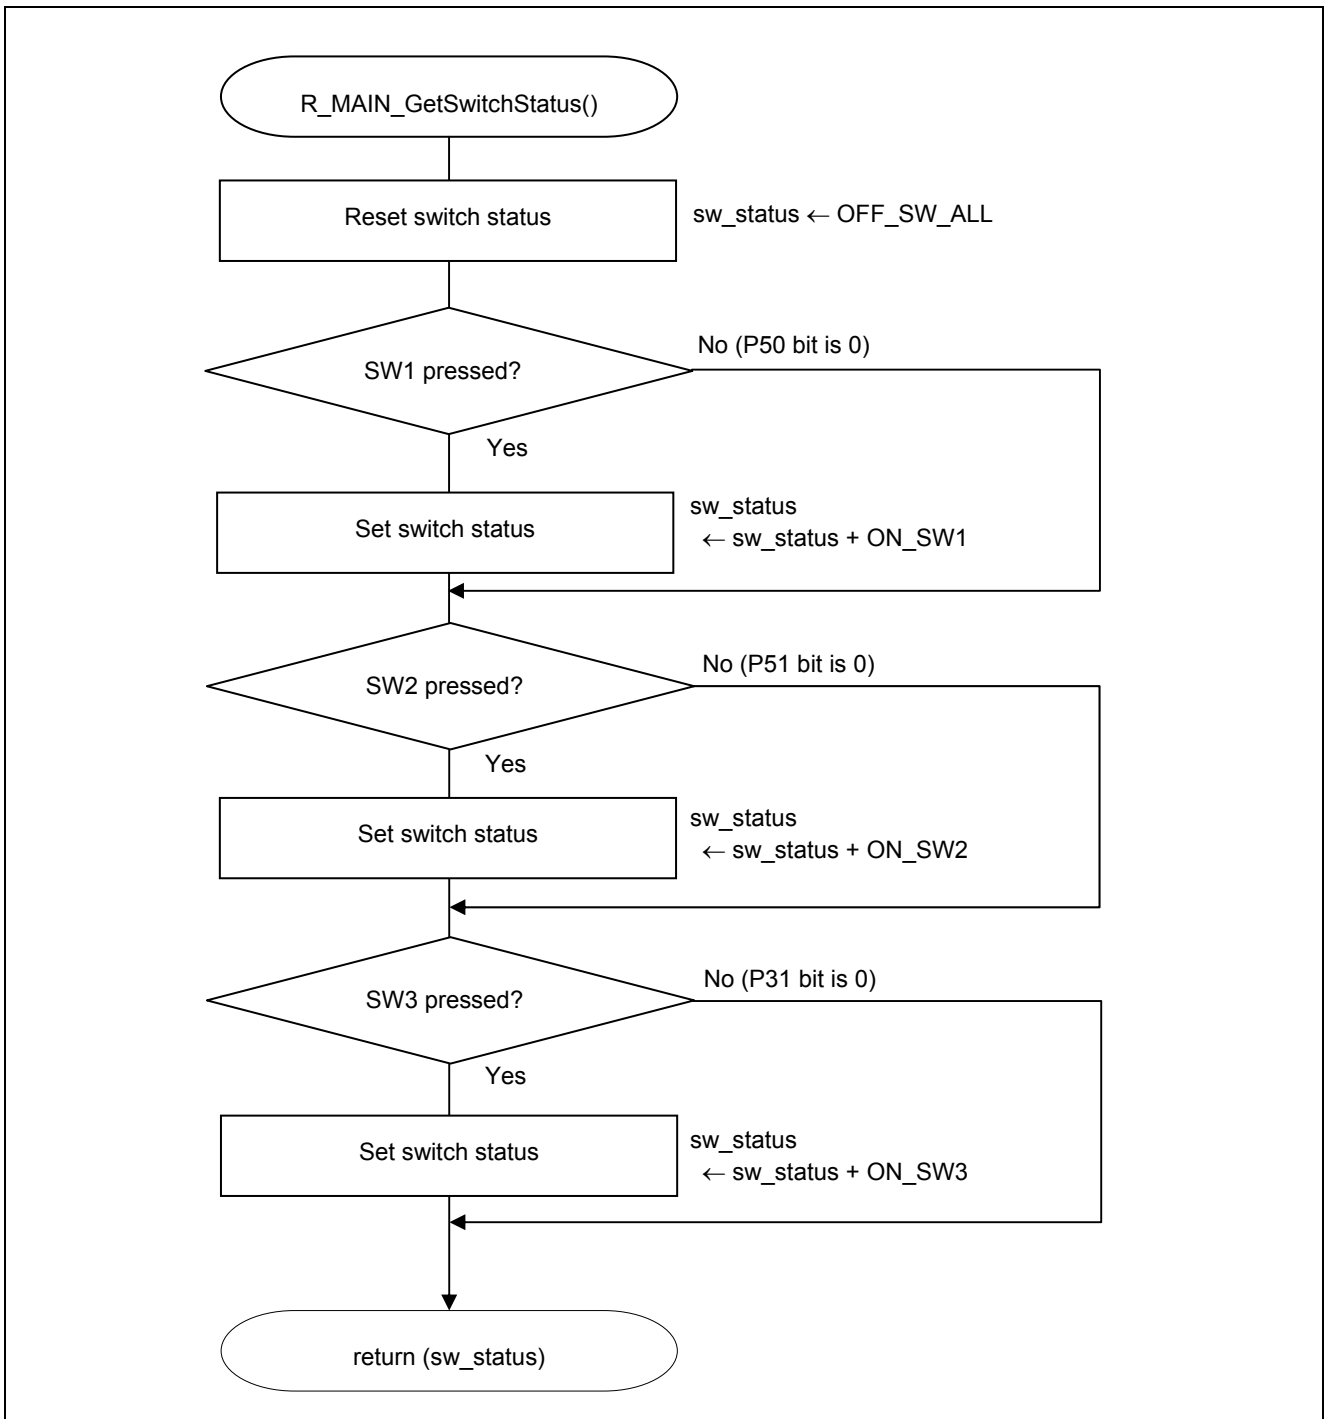 R_MAIN_GetSwitchStatus()
Reset switch status
sw_status ← OFF_SW_ALL
No (P50 bit is 0)
SW1 pressed?
Yes
sw_status
Set switch status
← sw_status + ON_SW1
No (P51 bit is 0)
SW2 pressed?
Yes
sw_status
Set switch status
← sw_status + ON_SW2
No (P31 bit is 0)
SW3 pressed?
Yes
sw_status
Set switch status
← sw_status + ON_SW3
return (sw_status)